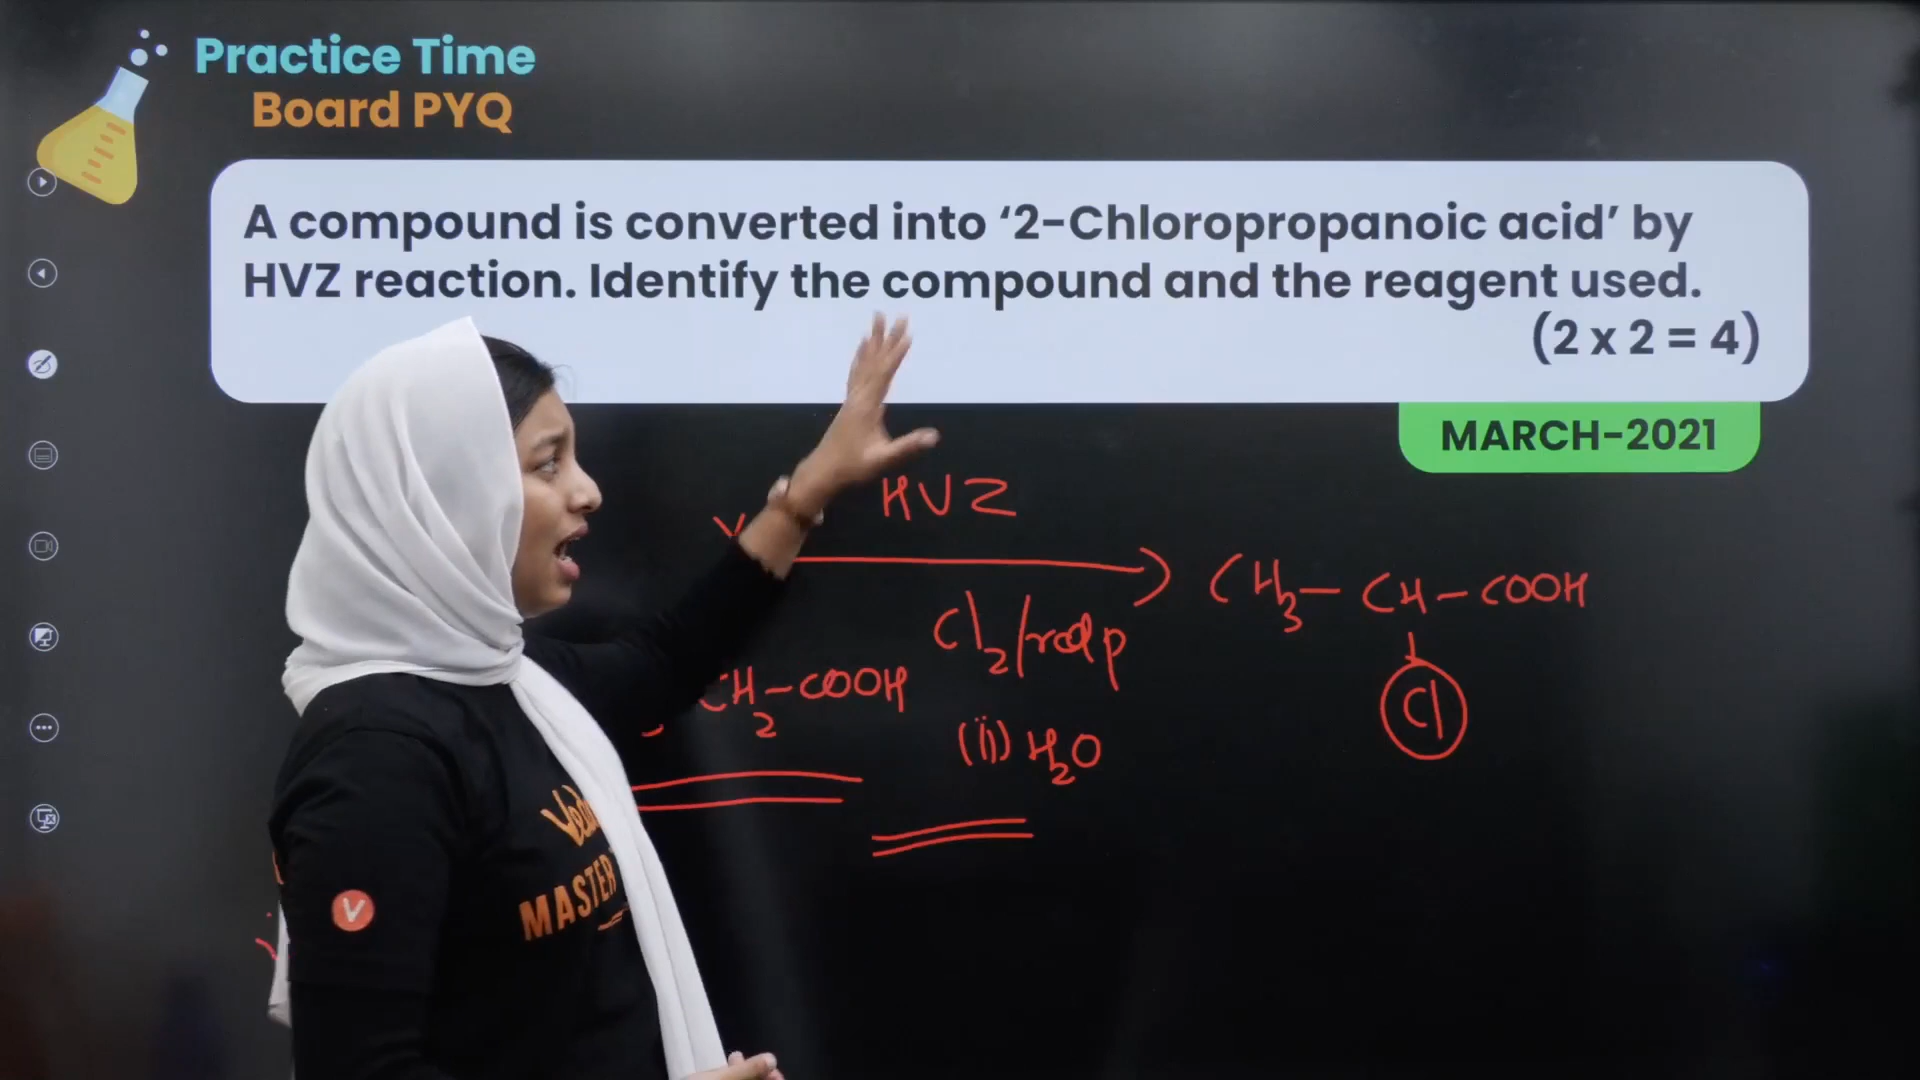 Practice Time
Board PYQ
A compound is converted into ‘2-Chloropropanoic acid’ by
HVZ reaction. Identify the compound and the reagent used.
(2 x 2 = 4)
MARCH-2021
HVZ
CH3 - CH - COOH
Cl2/red p
CH2 - COOH
Cl
(ii) H2O
MASTER
V